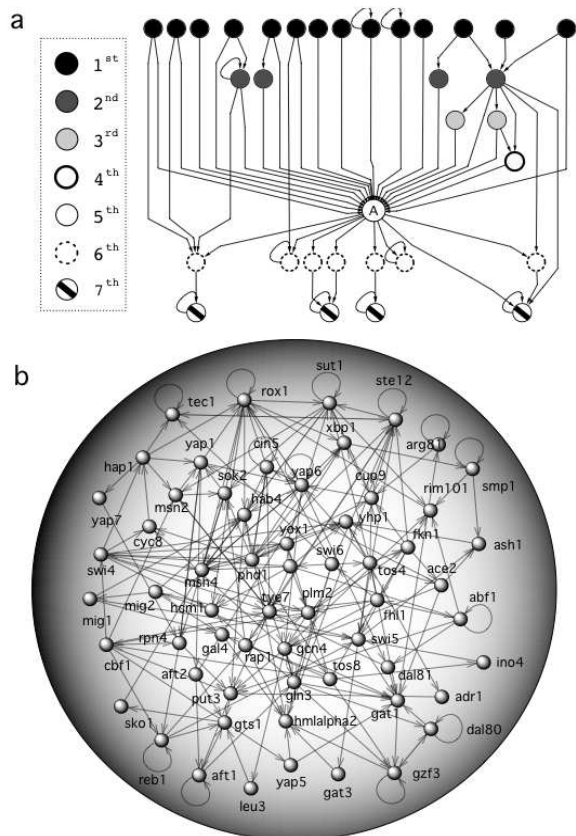 a
1st
2nd
3rd
4th
5th
6th
7th
A
b
sut1
rox1
ste12
tec1
xbp1
yap1
cin5
arg8
hap1
sok2
yap6
cup9
rim101
smp1
msn2
hab4
yap7
yox1
yhp1
fkn1
cyc8
swi6
ash1
swi4
msn4
phd1
tos4
ace2
mig2
hcm1
tye7
plm2
abf1
mig1
fhl1
rpn4
gal4
swi5
cbf1
rap1
gcn4
ino4
aft2
tos8
dal81
put3
gln3
adr1
gat1
sko1
gts1
hmlalpha2
dal80
reb1
aft1
yap5
gzf3
leu3
gat3